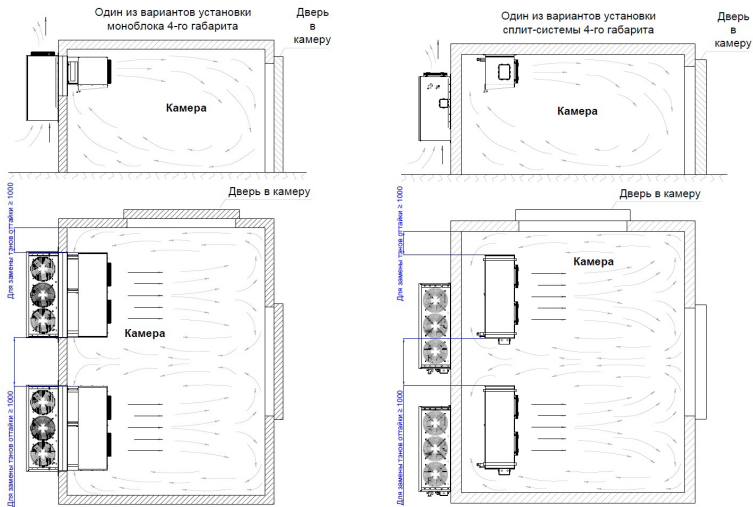 Один из вариантов установки
моноблока 4-го габарита
Дверь
в
камеру
Камера
Дверь в камеру
Для замены тэнов оттайки ≥ 1000
Камера
Для замены тэнов оттайки ≥ 1000
Один из вариантов установки
сплит-системы 4-го габарита
Дверь
в
камеру
Камера
Дверь в камеру
Для замены тэнов оттайки ≥ 1000
Камера
Для замены тэнов оттайки ≥ 1000